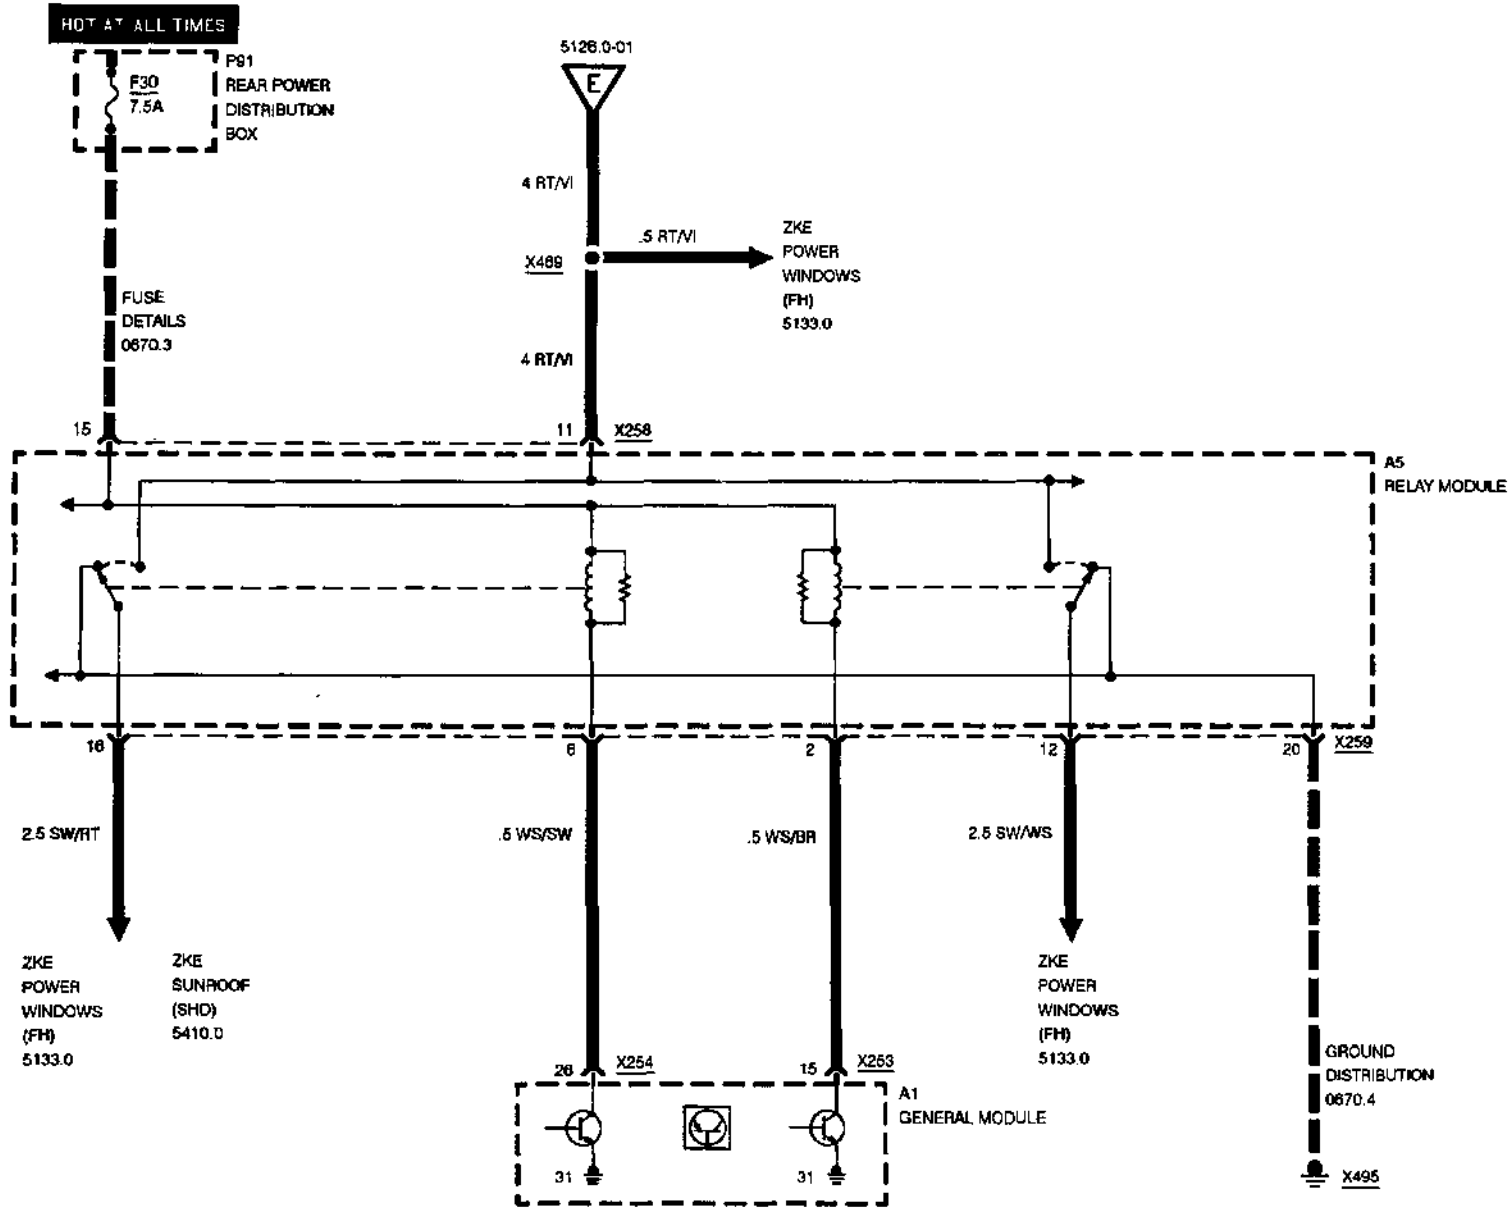 HOT AT ALL TIMES
P91
REAR POWER
DISTRIBUTION
BOX
F30
7.5A
5126.0-01
E
4 RT/VI
.5 RT/VI
X469
ZKE
POWER
WINDOWS
(FH)
5133.0
FUSE
DETAILS
0670.3
4 RT/VI
15
11
X258
A5
RELAY MODULE
16
6
2
12
20
X259
2.5 SW/RT
.5 WS/SW
.5 WS/BR
2.5 SW/WS
ZKE
POWER
WINDOWS
(FH)
5133.0
ZKE
SUNROOF
(SHD)
5410.0
ZKE
POWER
WINDOWS
(FH)
5133.0
GROUND
DISTRIBUTION
0670.4
26
X254
15
X253
A1
GENERAL MODULE
31
31
X495